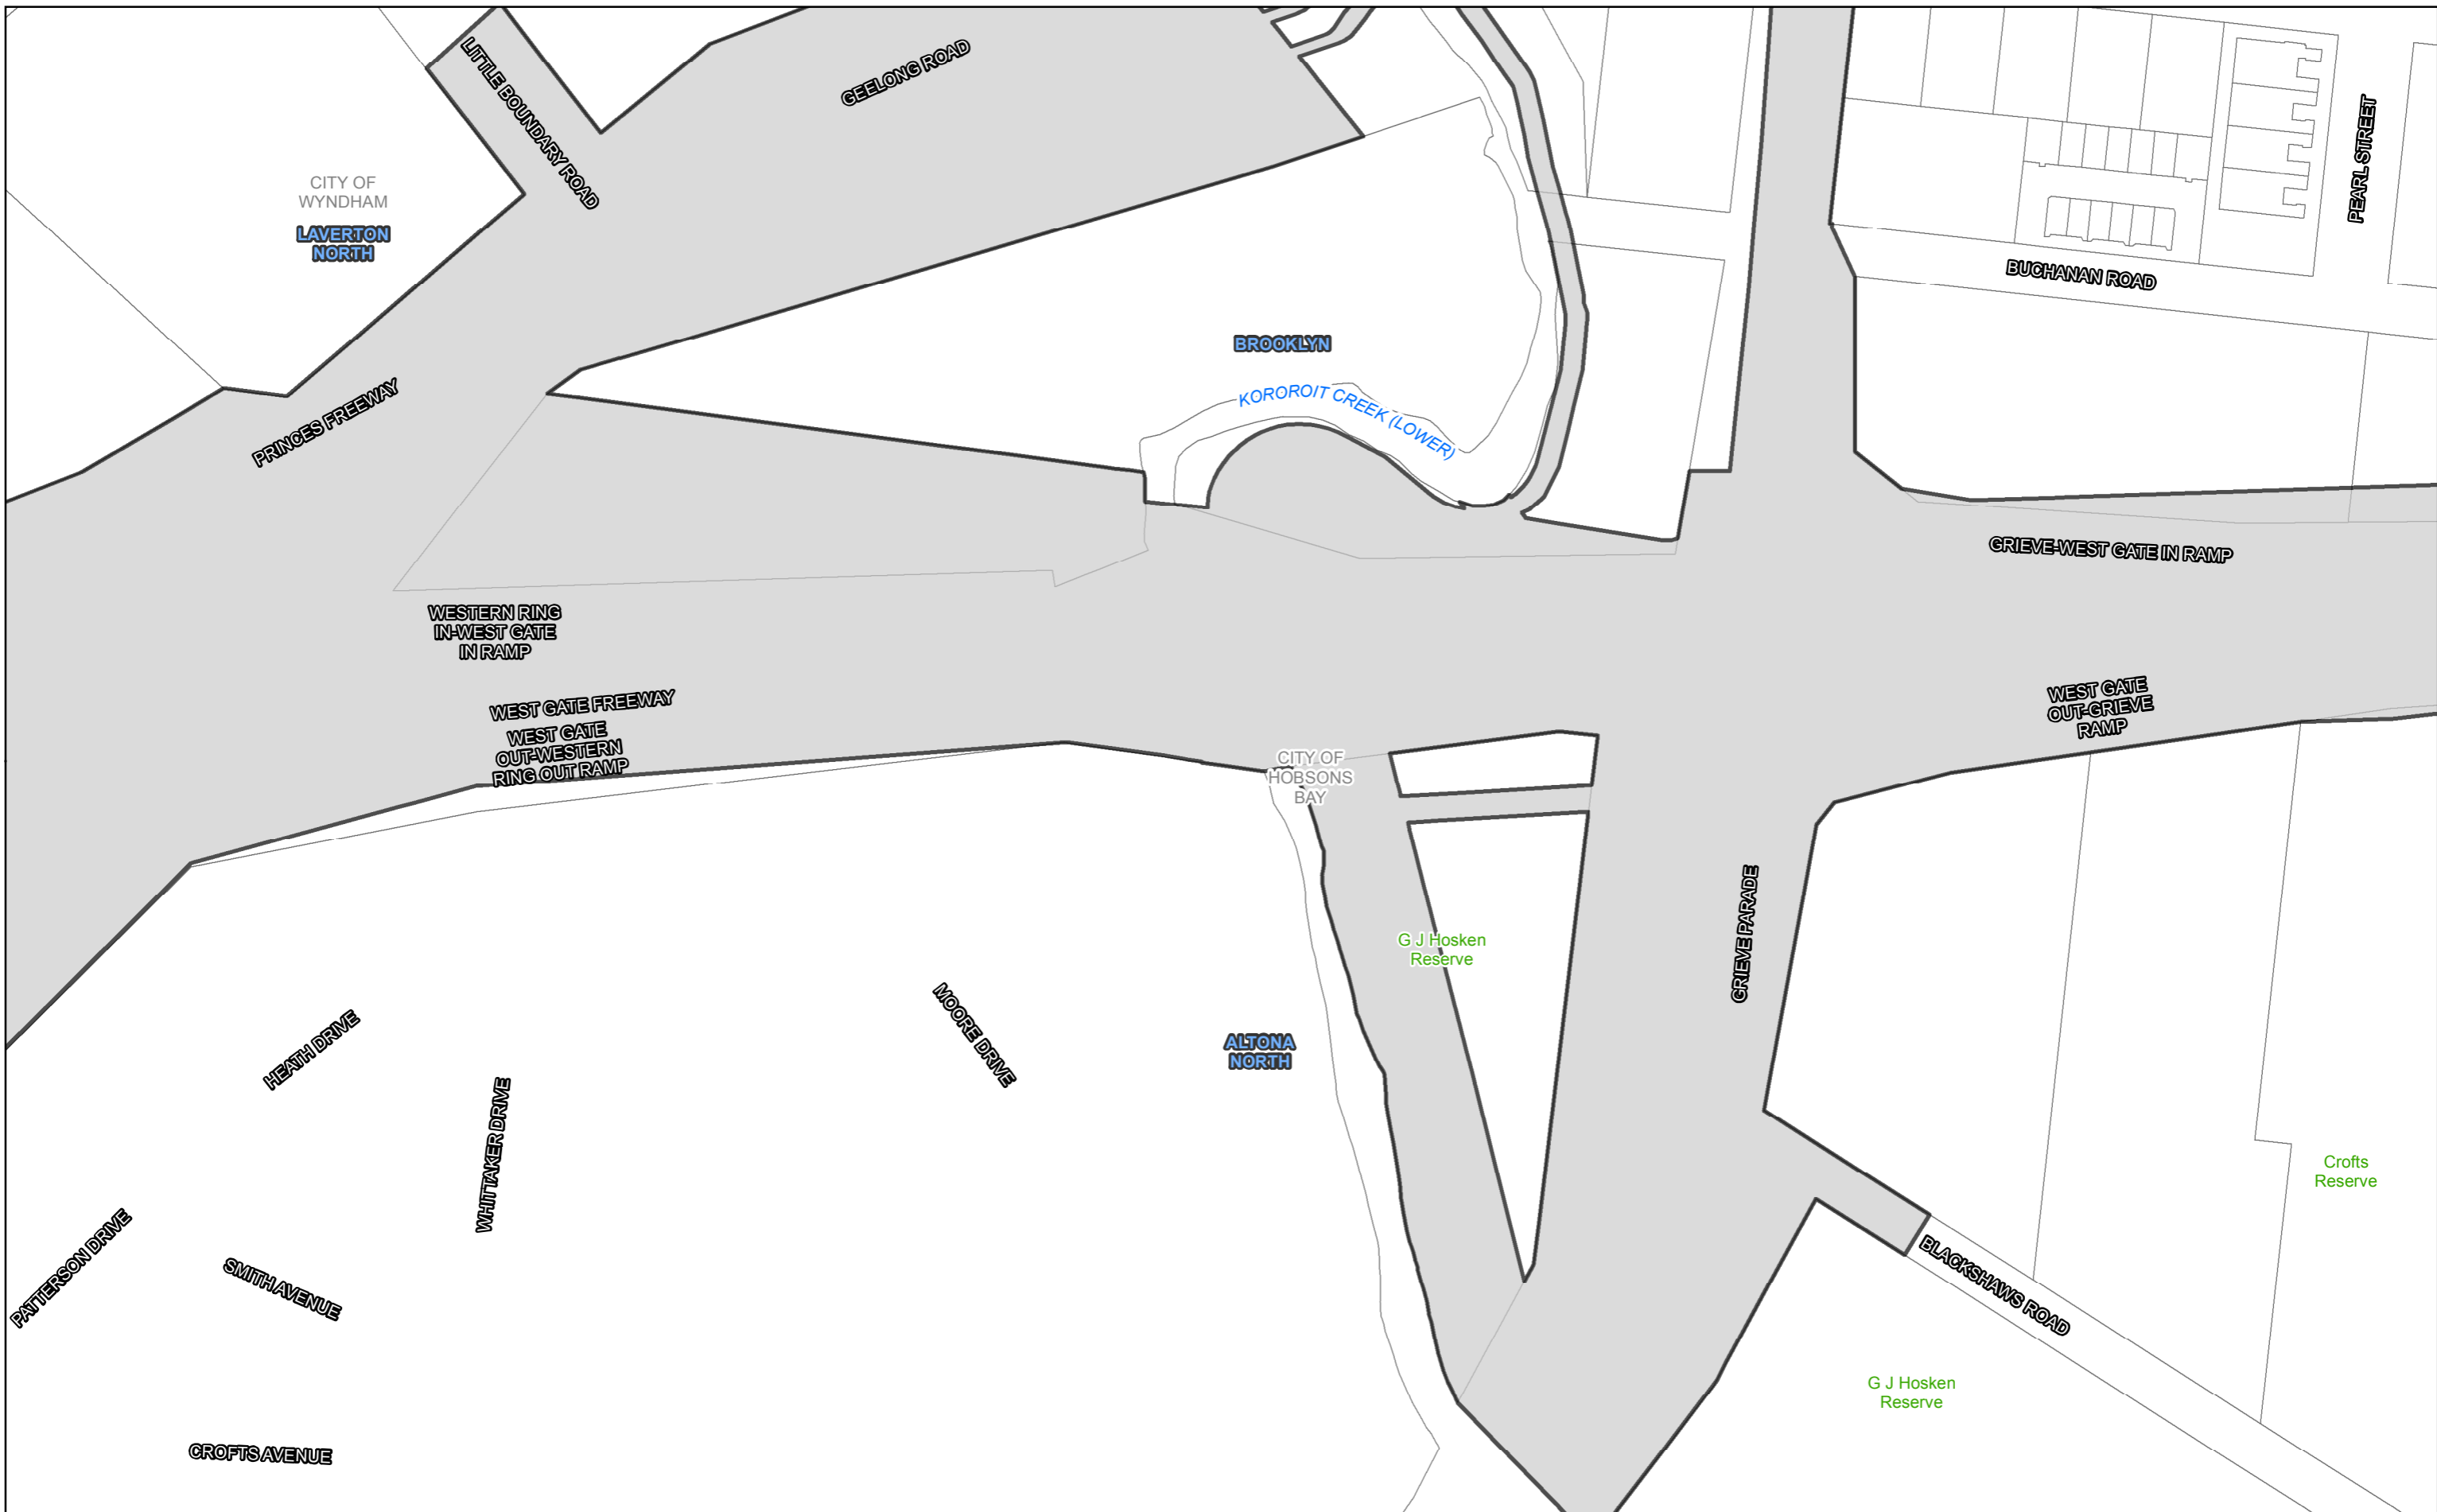 LITTLE BOUNDARY ROAD
GEELONG ROAD
PEARL STREET
CITY OF
WYNDHAM
LAVERTON
NORTH
BUCHANAN ROAD
BROOKLYN
KOROROIT CREEK (LOWER)
PRINCES FREEWAY
GRIEVE-WEST GATE IN RAMP
WESTERN RING
IN-WEST GATE
IN RAMP
WEST GATE FREEWAY
WEST GATE
OUT-WESTERN
RING OUT RAMP
WEST GATE
OUT-GRIEVE
RAMP
CITY OF
HOBSONS
BAY
GRIEVE PARADE
G J Hosken
Reserve
HEATH DRIVE
MOORE DRIVE
ALTONA
NORTH
WHITTAKER DRIVE
Crofts
Reserve
PATTERSON DRIVE
SMITH AVENUE
BLACKSHAWS ROAD
G J Hosken
Reserve
CROFTS AVENUE